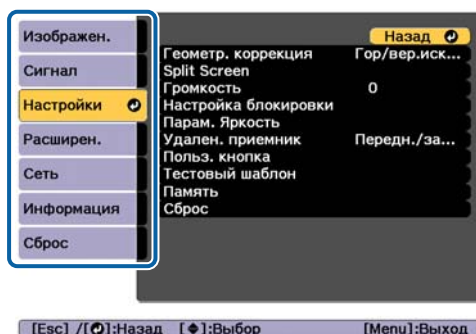 Изображен.
Сигнал
Настройки
Расширен.
Сеть
Информация
Сброс
Назад
Геометр. коррекция Гор/вер.иск...
Split Screen
Громкость 0
Настройка блокировки
Парам. Яркость
Удален. приемник Передн./за...
Польз. кнопка
Тестовый шаблон
Память
Сброс
[Esc] /[ ]:Назад [ ]:Выбор [Menu]:Выход